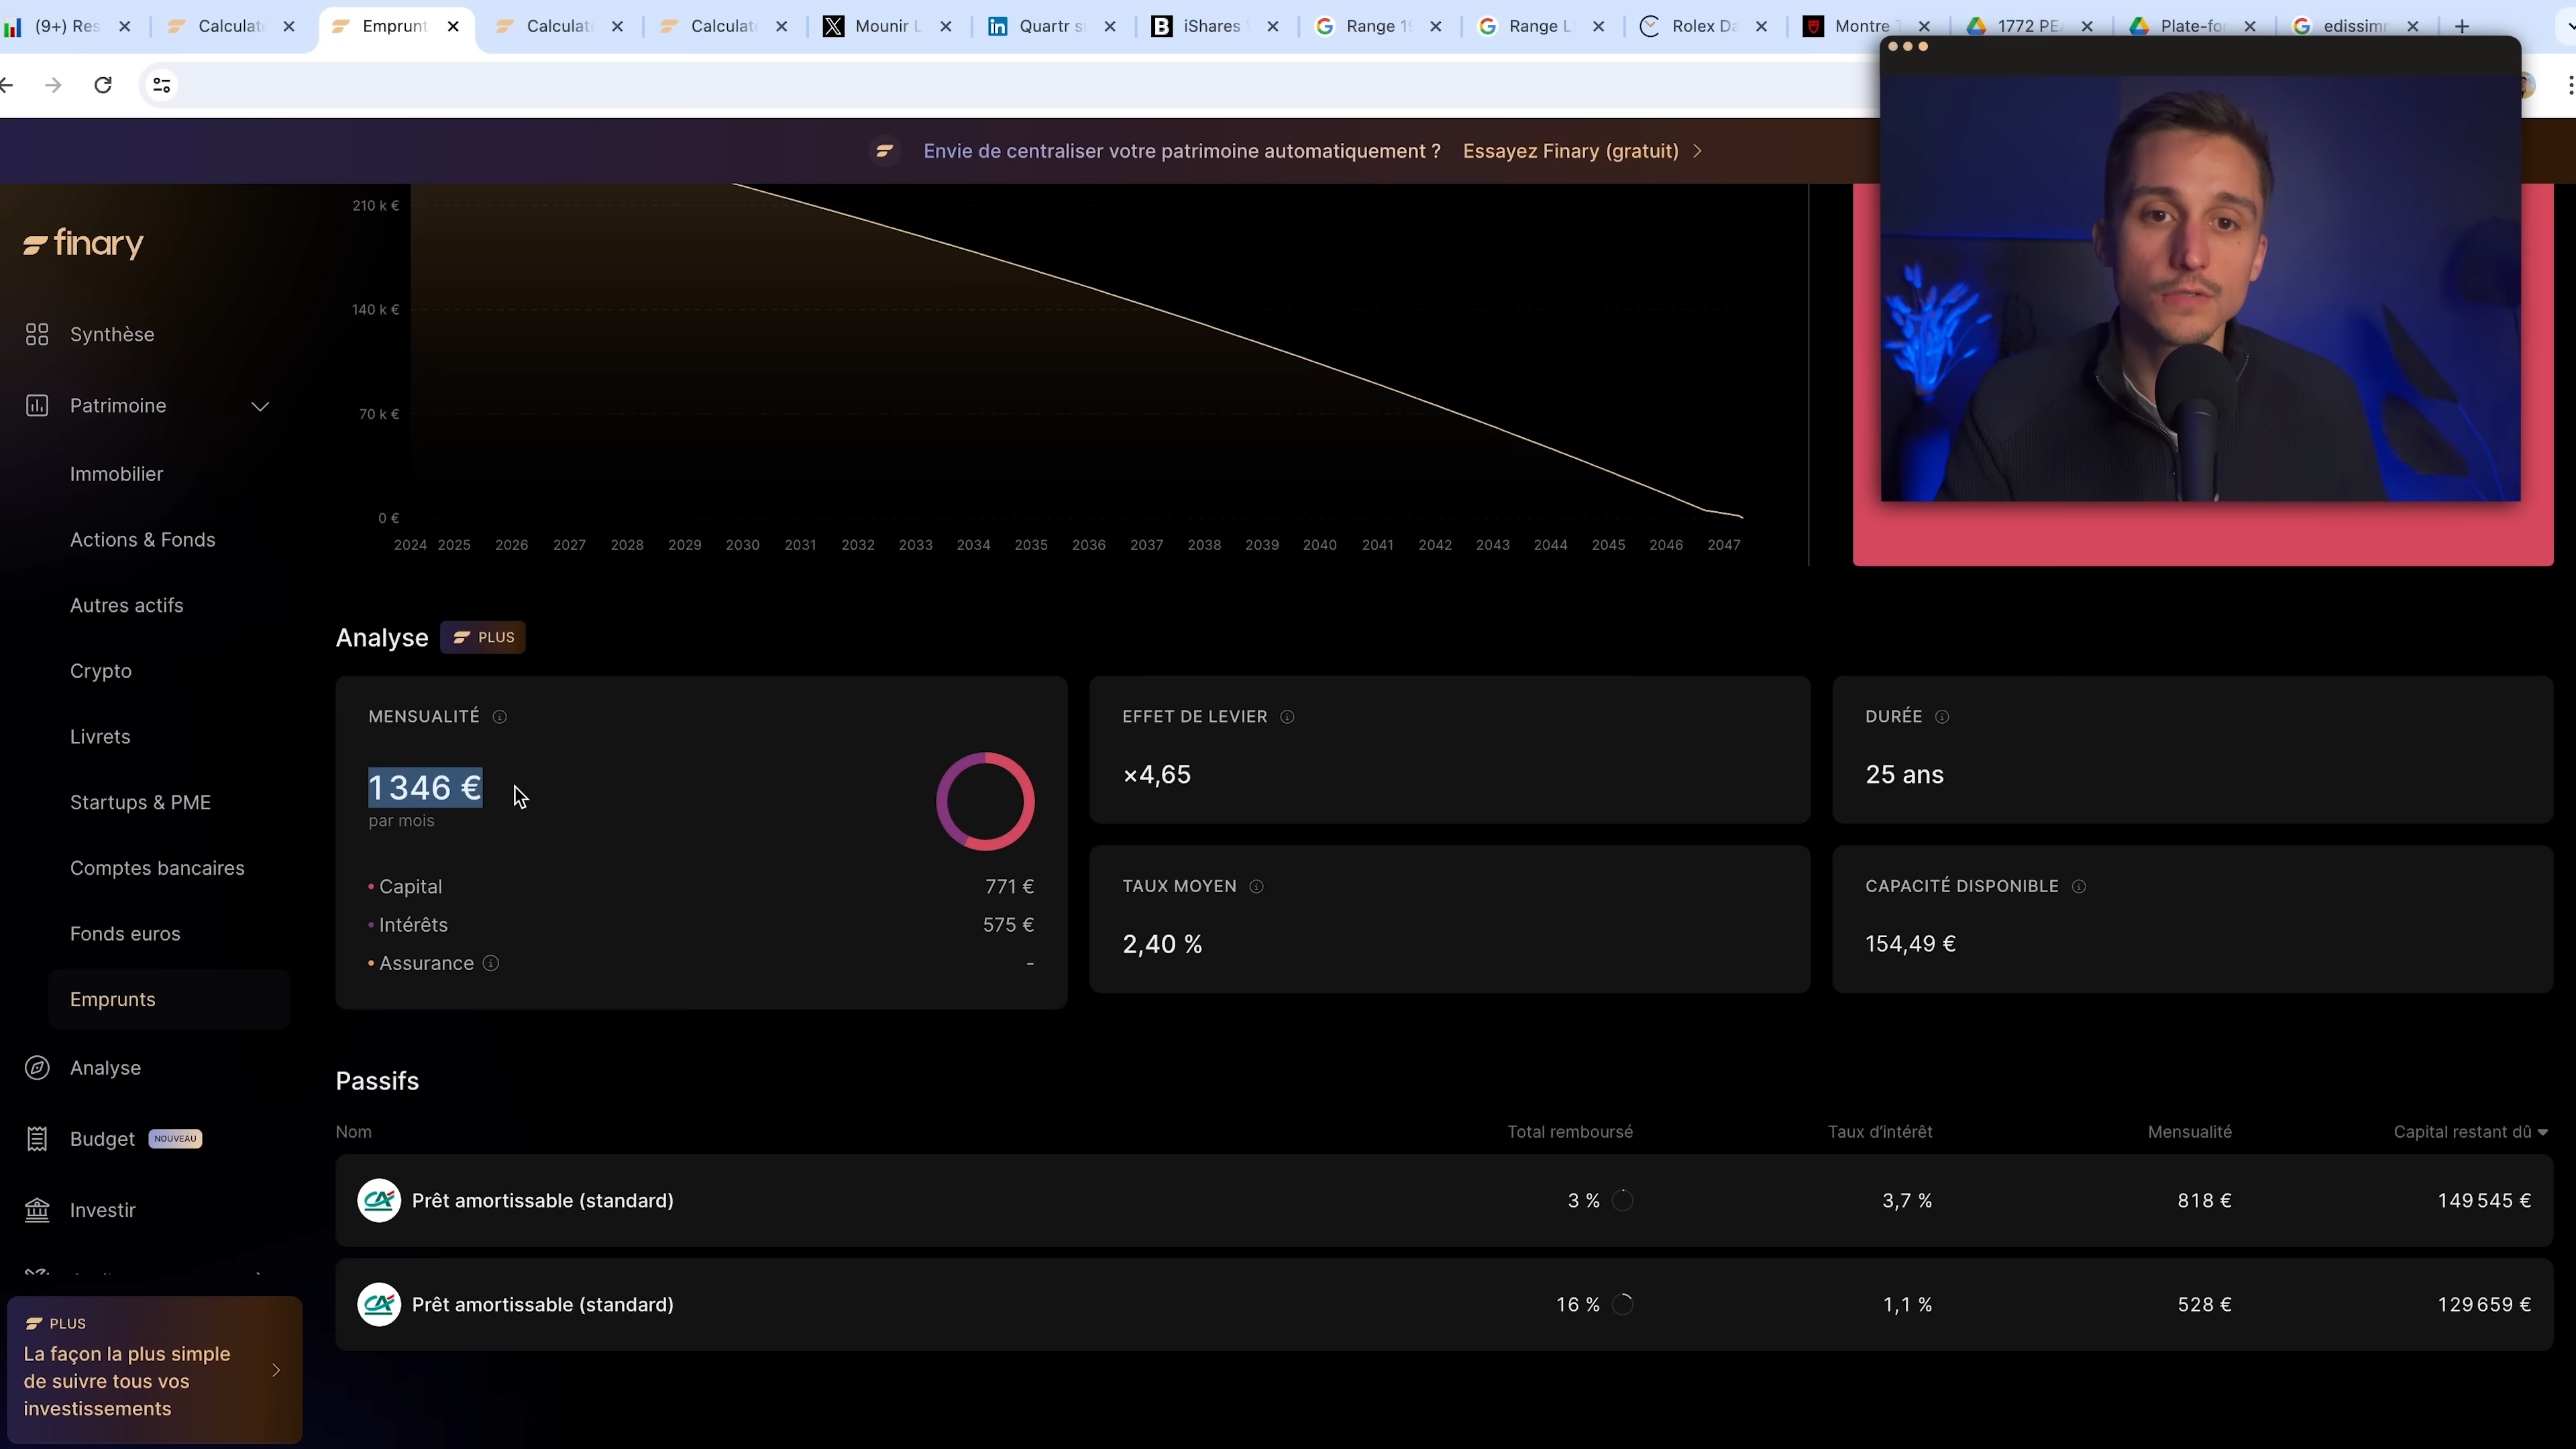 (9+) Res
Calculate
Emprunt
Calculat
Calculate
Mounir L
Quartr s
iShares
Range 1
Range L
Rolex Da
Montre
1772 PE
Plate-fo
edissim
Envie de centraliser votre patrimoine automatiquement ? Essayez Finary (gratuit)
finary
Synthèse
Patrimoine
Immobilier
Actions & Fonds
Autres actifs
Crypto
Livrets
Startups & PME
Comptes bancaires
Fonds euros
Emprunts
Analyse
Budget NOUVEAU
Investir
PLUS
La façon la plus simple
de suivre tous vos
investissements
210 k €
140 k €
70 k €
0 €
2024 2025 2026 2027 2028 2029 2030 2031 2032 2033 2034 2035 2036 2037 2038 2039 2040 2041 2042 2043 2044 2045 2046 2047
Analyse PLUS
MENSUALITÉ
1 346 €
par mois
Capital 771 €
Intérêts 575 €
Assurance -
EFFET DE LEVIER
×4,65
DURÉE
25 ans
TAUX MOYEN
2,40 %
CAPACITÉ DISPONIBLE
154,49 €
Passifs
Nom Total remboursé Taux d'intérêt Mensualité Capital restant dû
CA Prêt amortissable (standard) 3 % 3,7 % 818 € 149 545 €
CA Prêt amortissable (standard) 16 % 1,1 % 528 € 129 659 €